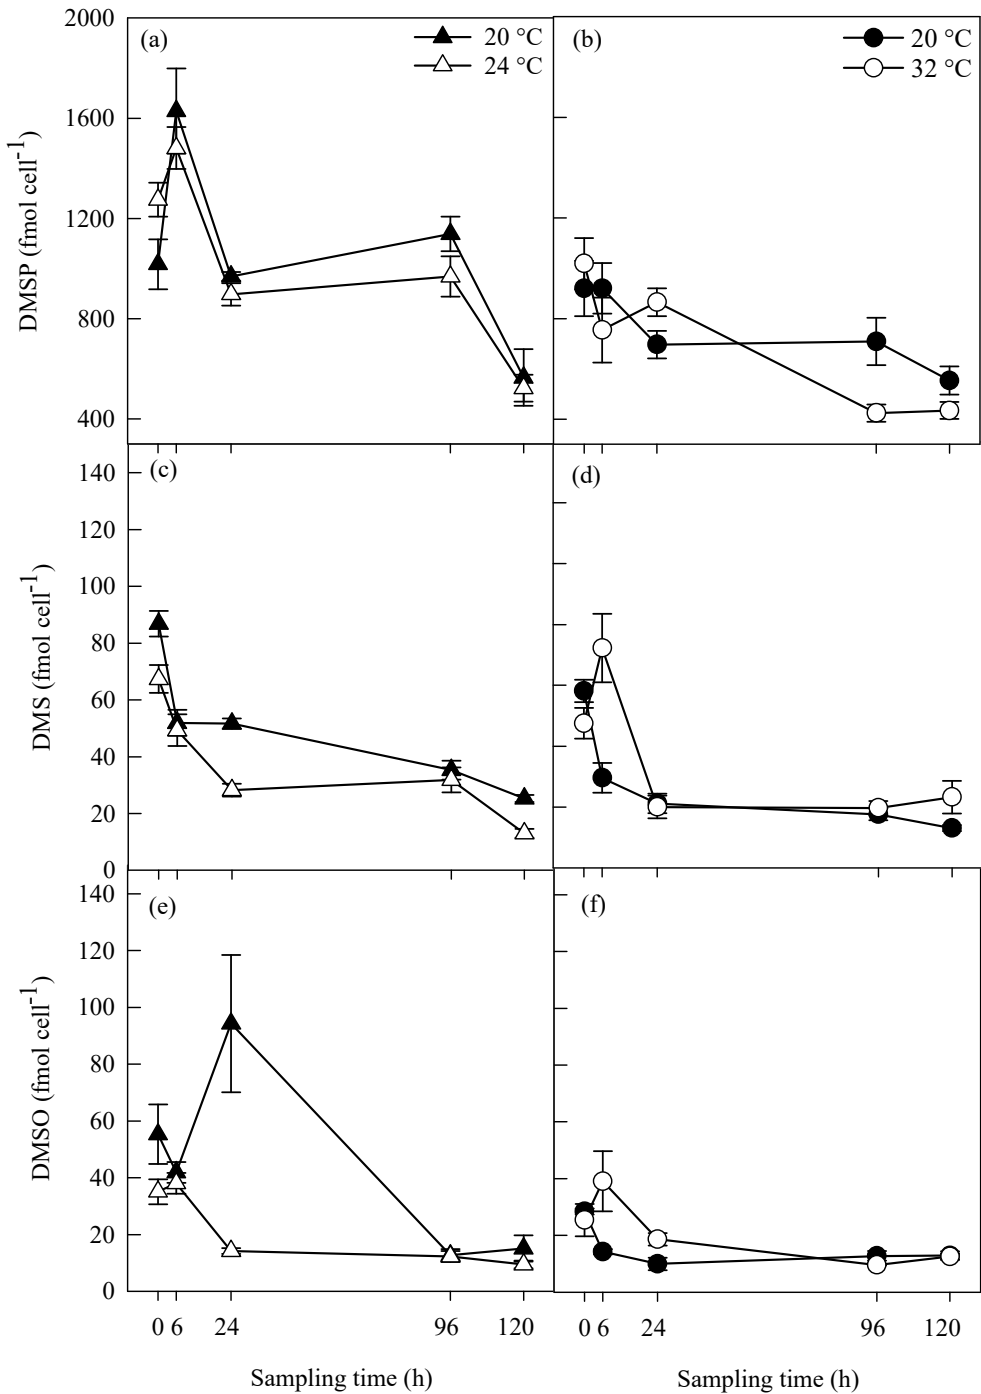 2000
(a)
20 °C
24 °C
(b)
20 °C
32 °C
1600
1200
800
400
DMSP (fmol cell-1)
(c)
(d)
140
120
100
80
60
40
20
0
DMS (fmol cell-1)
(e)
(f)
140
120
100
80
60
40
20
0
DMSO (fmol cell-1)
0 6 24 96 120
0 6 24 96 120
Sampling time (h)
Sampling time (h)